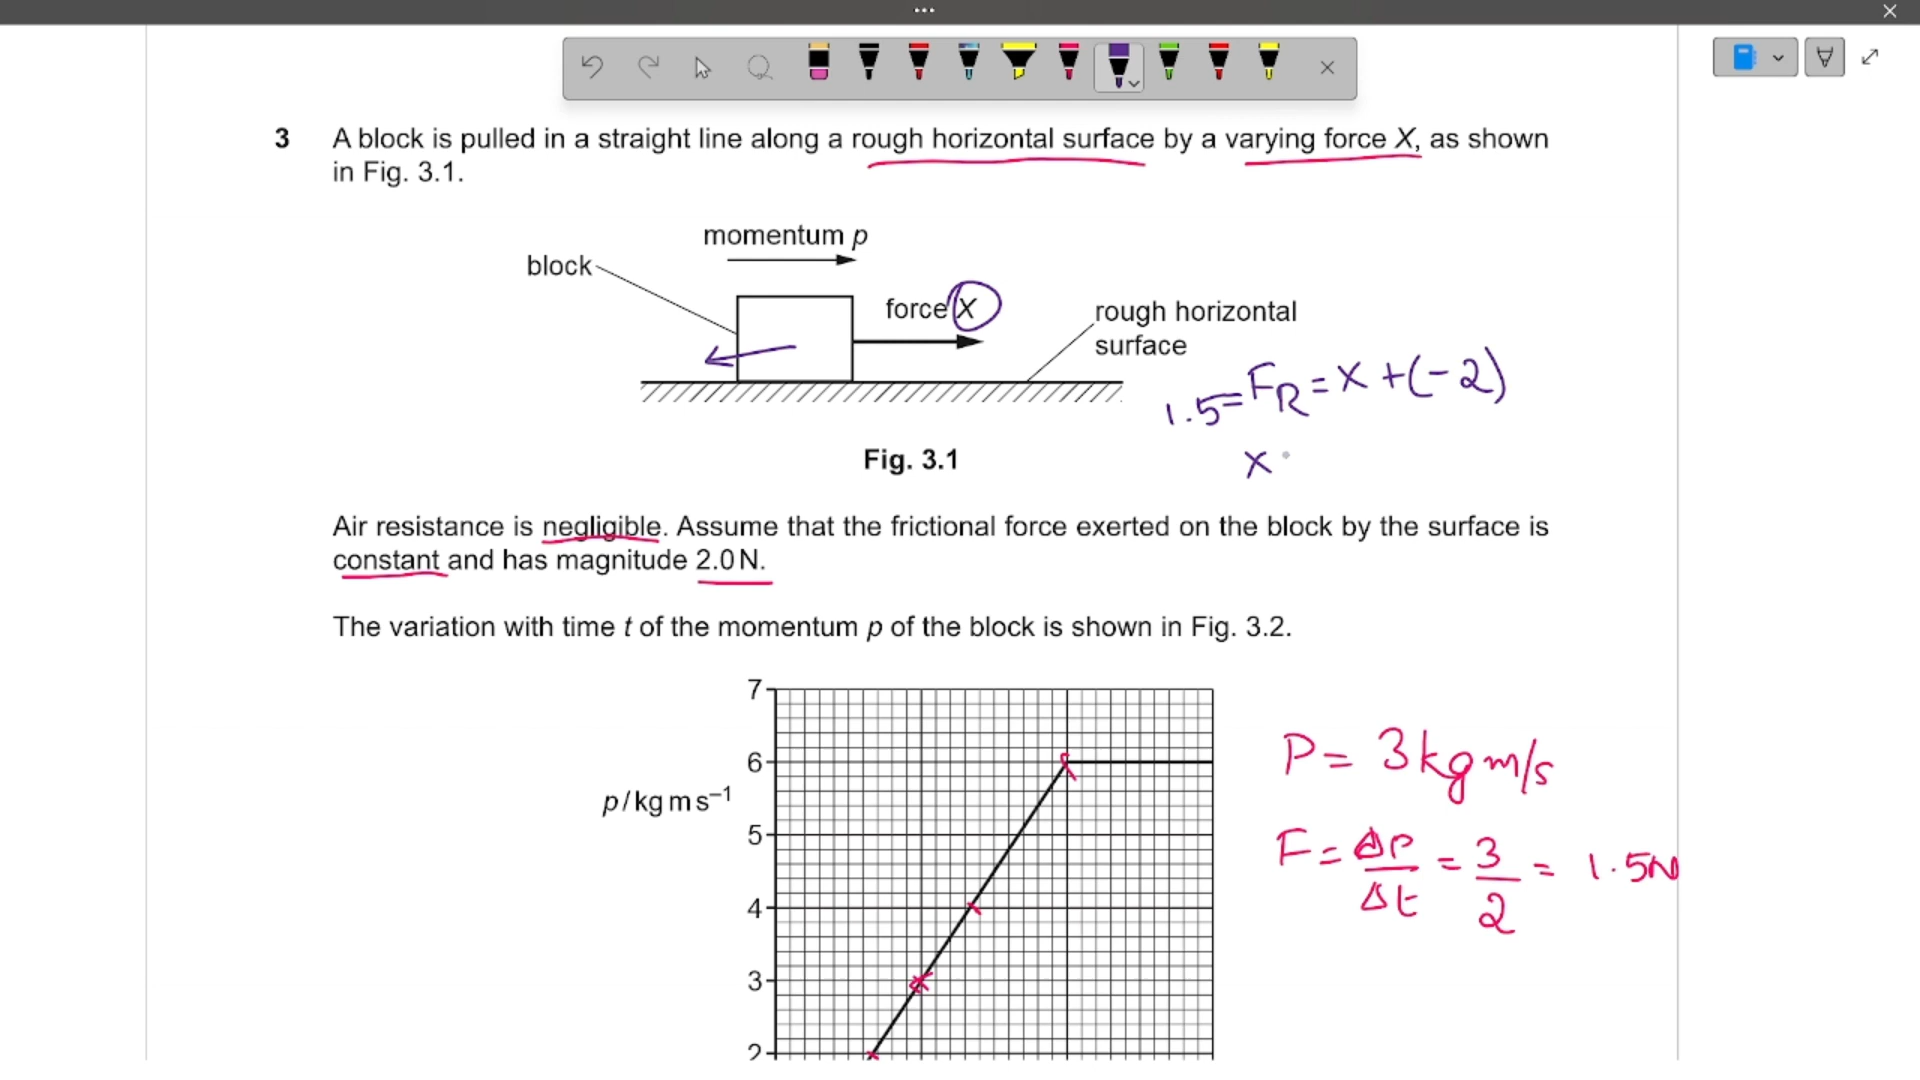 3 A block is pulled in a straight line along a rough horizontal surface by a varying force X, as shown
in Fig. 3.1.
momentum p
block
force X
rough horizontal
surface
1.5 = FR = X + (-2)
X
Fig. 3.1
Air resistance is negligible. Assume that the frictional force exerted on the block by the surface is
constant and has magnitude 2.0 N.
The variation with time t of the momentum p of the block is shown in Fig. 3.2.
7
6
p / kg m s⁻¹
5
4
3
2
P = 3 kg m/s
F = ΔP/Δt = 3/2 = 1.5N